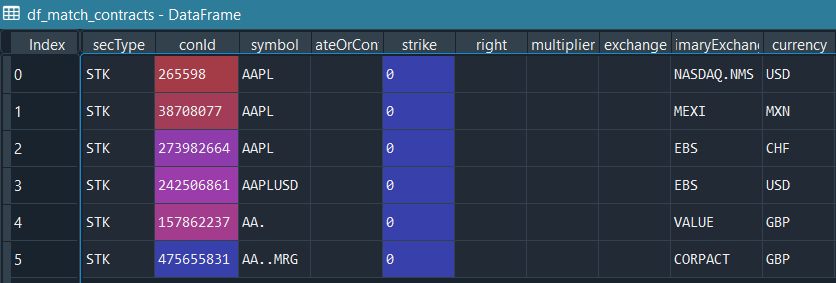 df_match_contracts - DataFrame
Index secType conId symbol ateOrCon strike right multiplier exchange imaryExchang currency
0 STK 265598 AAPL 0 NASDAQ.NMS USD
1 STK 38708077 AAPL 0 MEXI MXN
2 STK 273982664 AAPL 0 EBS CHF
3 STK 242506861 AAPLUSD 0 EBS USD
4 STK 157862237 AA. 0 VALUE GBP
5 STK 475655831 AA..MRG 0 CORPACT GBP